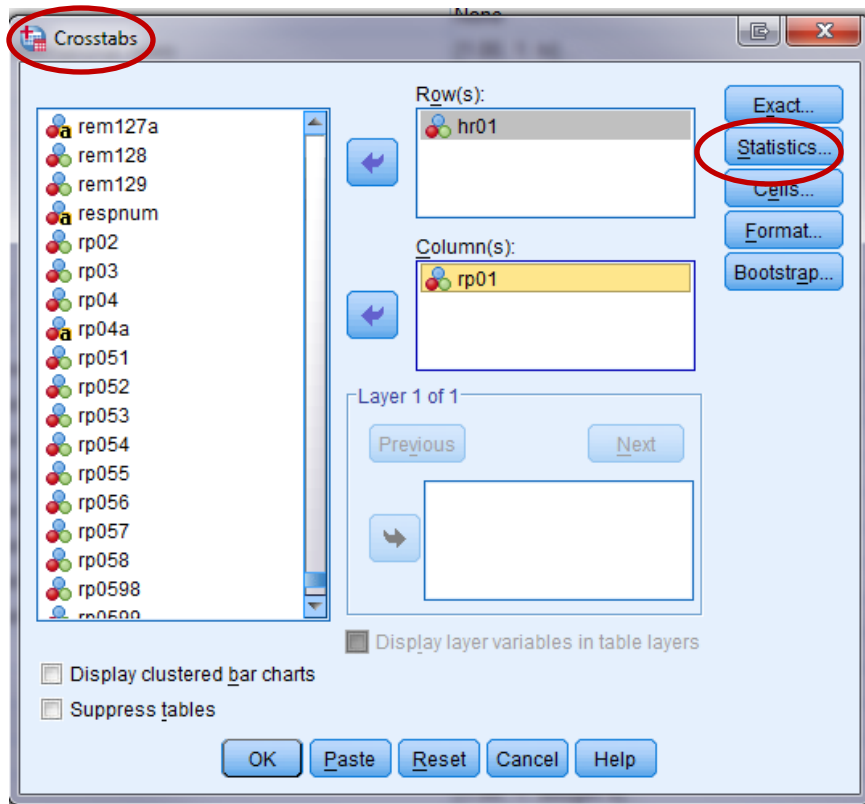 None
Crosstabs
rem127a
rem128
rem129
respnum
rp02
rp03
rp04
rp04a
rp051
rp052
rp053
rp054
rp055
rp056
rp057
rp058
rp0598
rp0599
Row(s):
hr01
Column(s):
rp01
Layer 1 of 1
Previous Next
Display layer variables in table layers
Exact...
Statistics...
Cells...
Format...
Bootstrap...
Display clustered bar charts
Suppress tables
OK Paste Reset Cancel Help